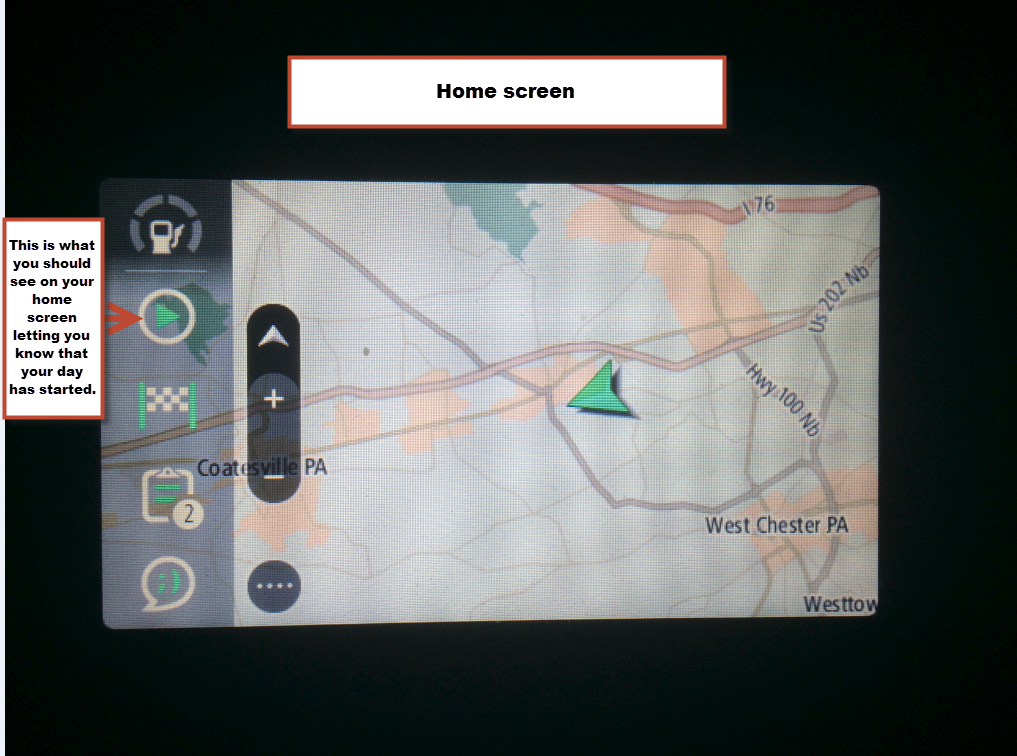 Home screen
This is what
you should
see on your
home
screen
letting you
know that
your day
has started.
I 76
Us 202 Nb
Hwy 100 Nb
Coatesville PA
2
West Chester PA
Westtow